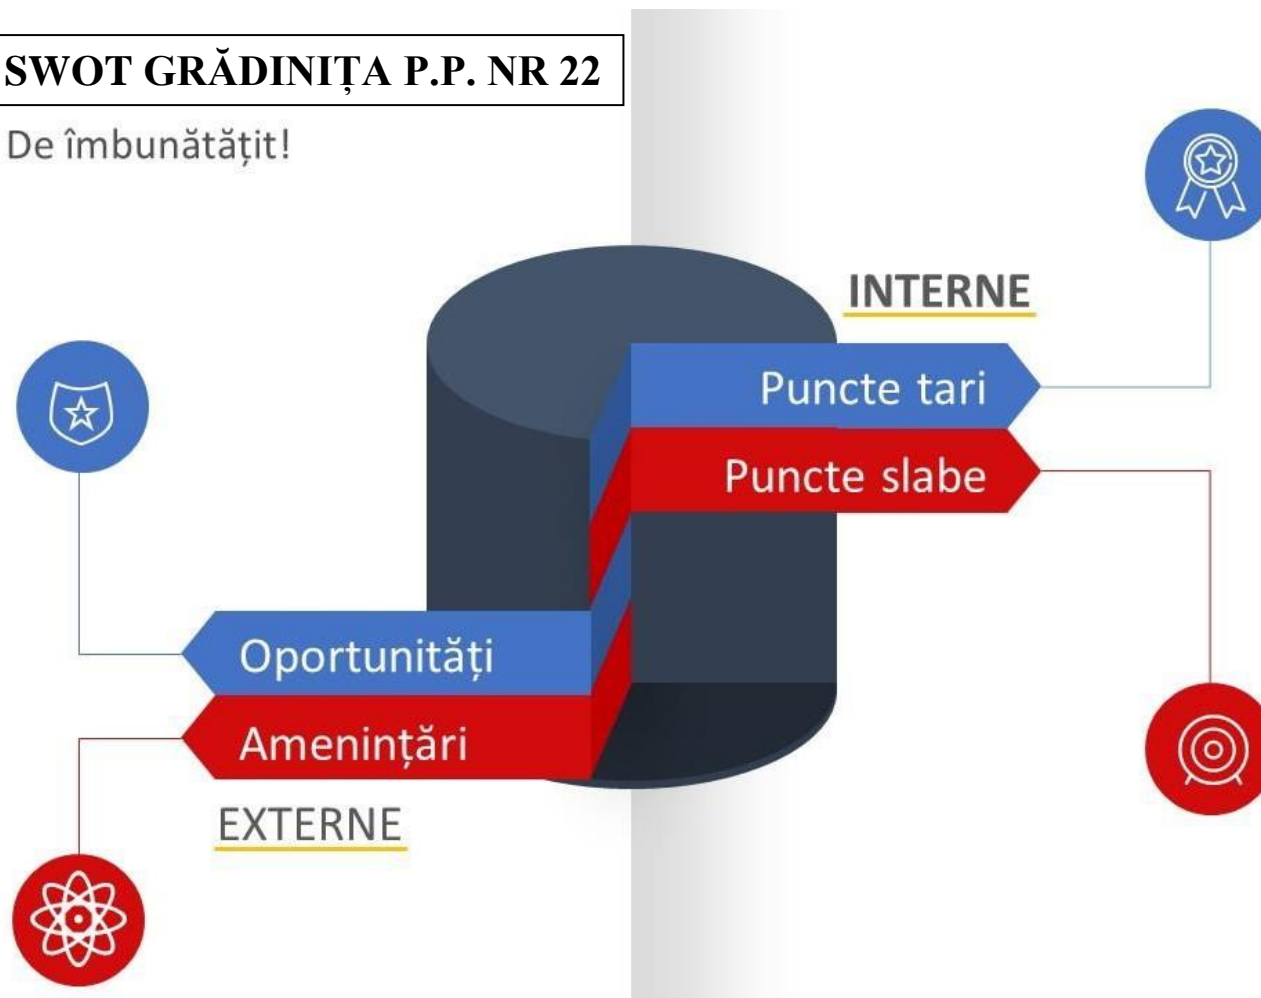 SWOT GRĂDINIȚA P.P. NR 22
De îmbunătățit!
INTERNE
Puncte tari
Puncte slabe
Oportunități
Amenințări
EXTERNE